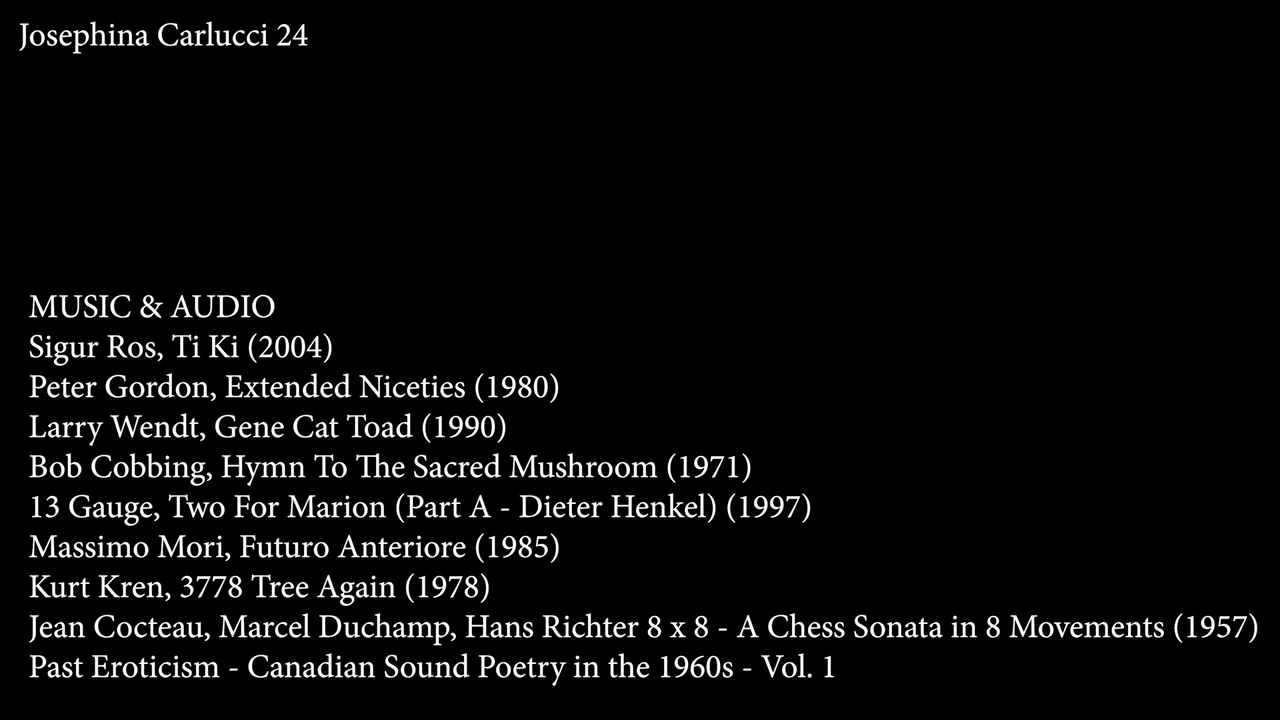 Josephina Carlucci 24
MUSIC & AUDIO
Sigur Ros, Ti Ki (2004)
Peter Gordon, Extended Niceties (1980)
Larry Wendt, Gene Cat Toad (1990)
Bob Cobbing, Hymn To The Sacred Mushroom (1971)
13 Gauge, Two For Marion (Part A - Dieter Henkel) (1997)
Massimo Mori, Futuro Anteriore (1985)
Kurt Kren, 3778 Tree Again (1978)
Jean Cocteau, Marcel Duchamp, Hans Richter 8 x 8 - A Chess Sonata in 8 Movements (1957)
Past Eroticism - Canadian Sound Poetry in the 1960s - Vol. 1